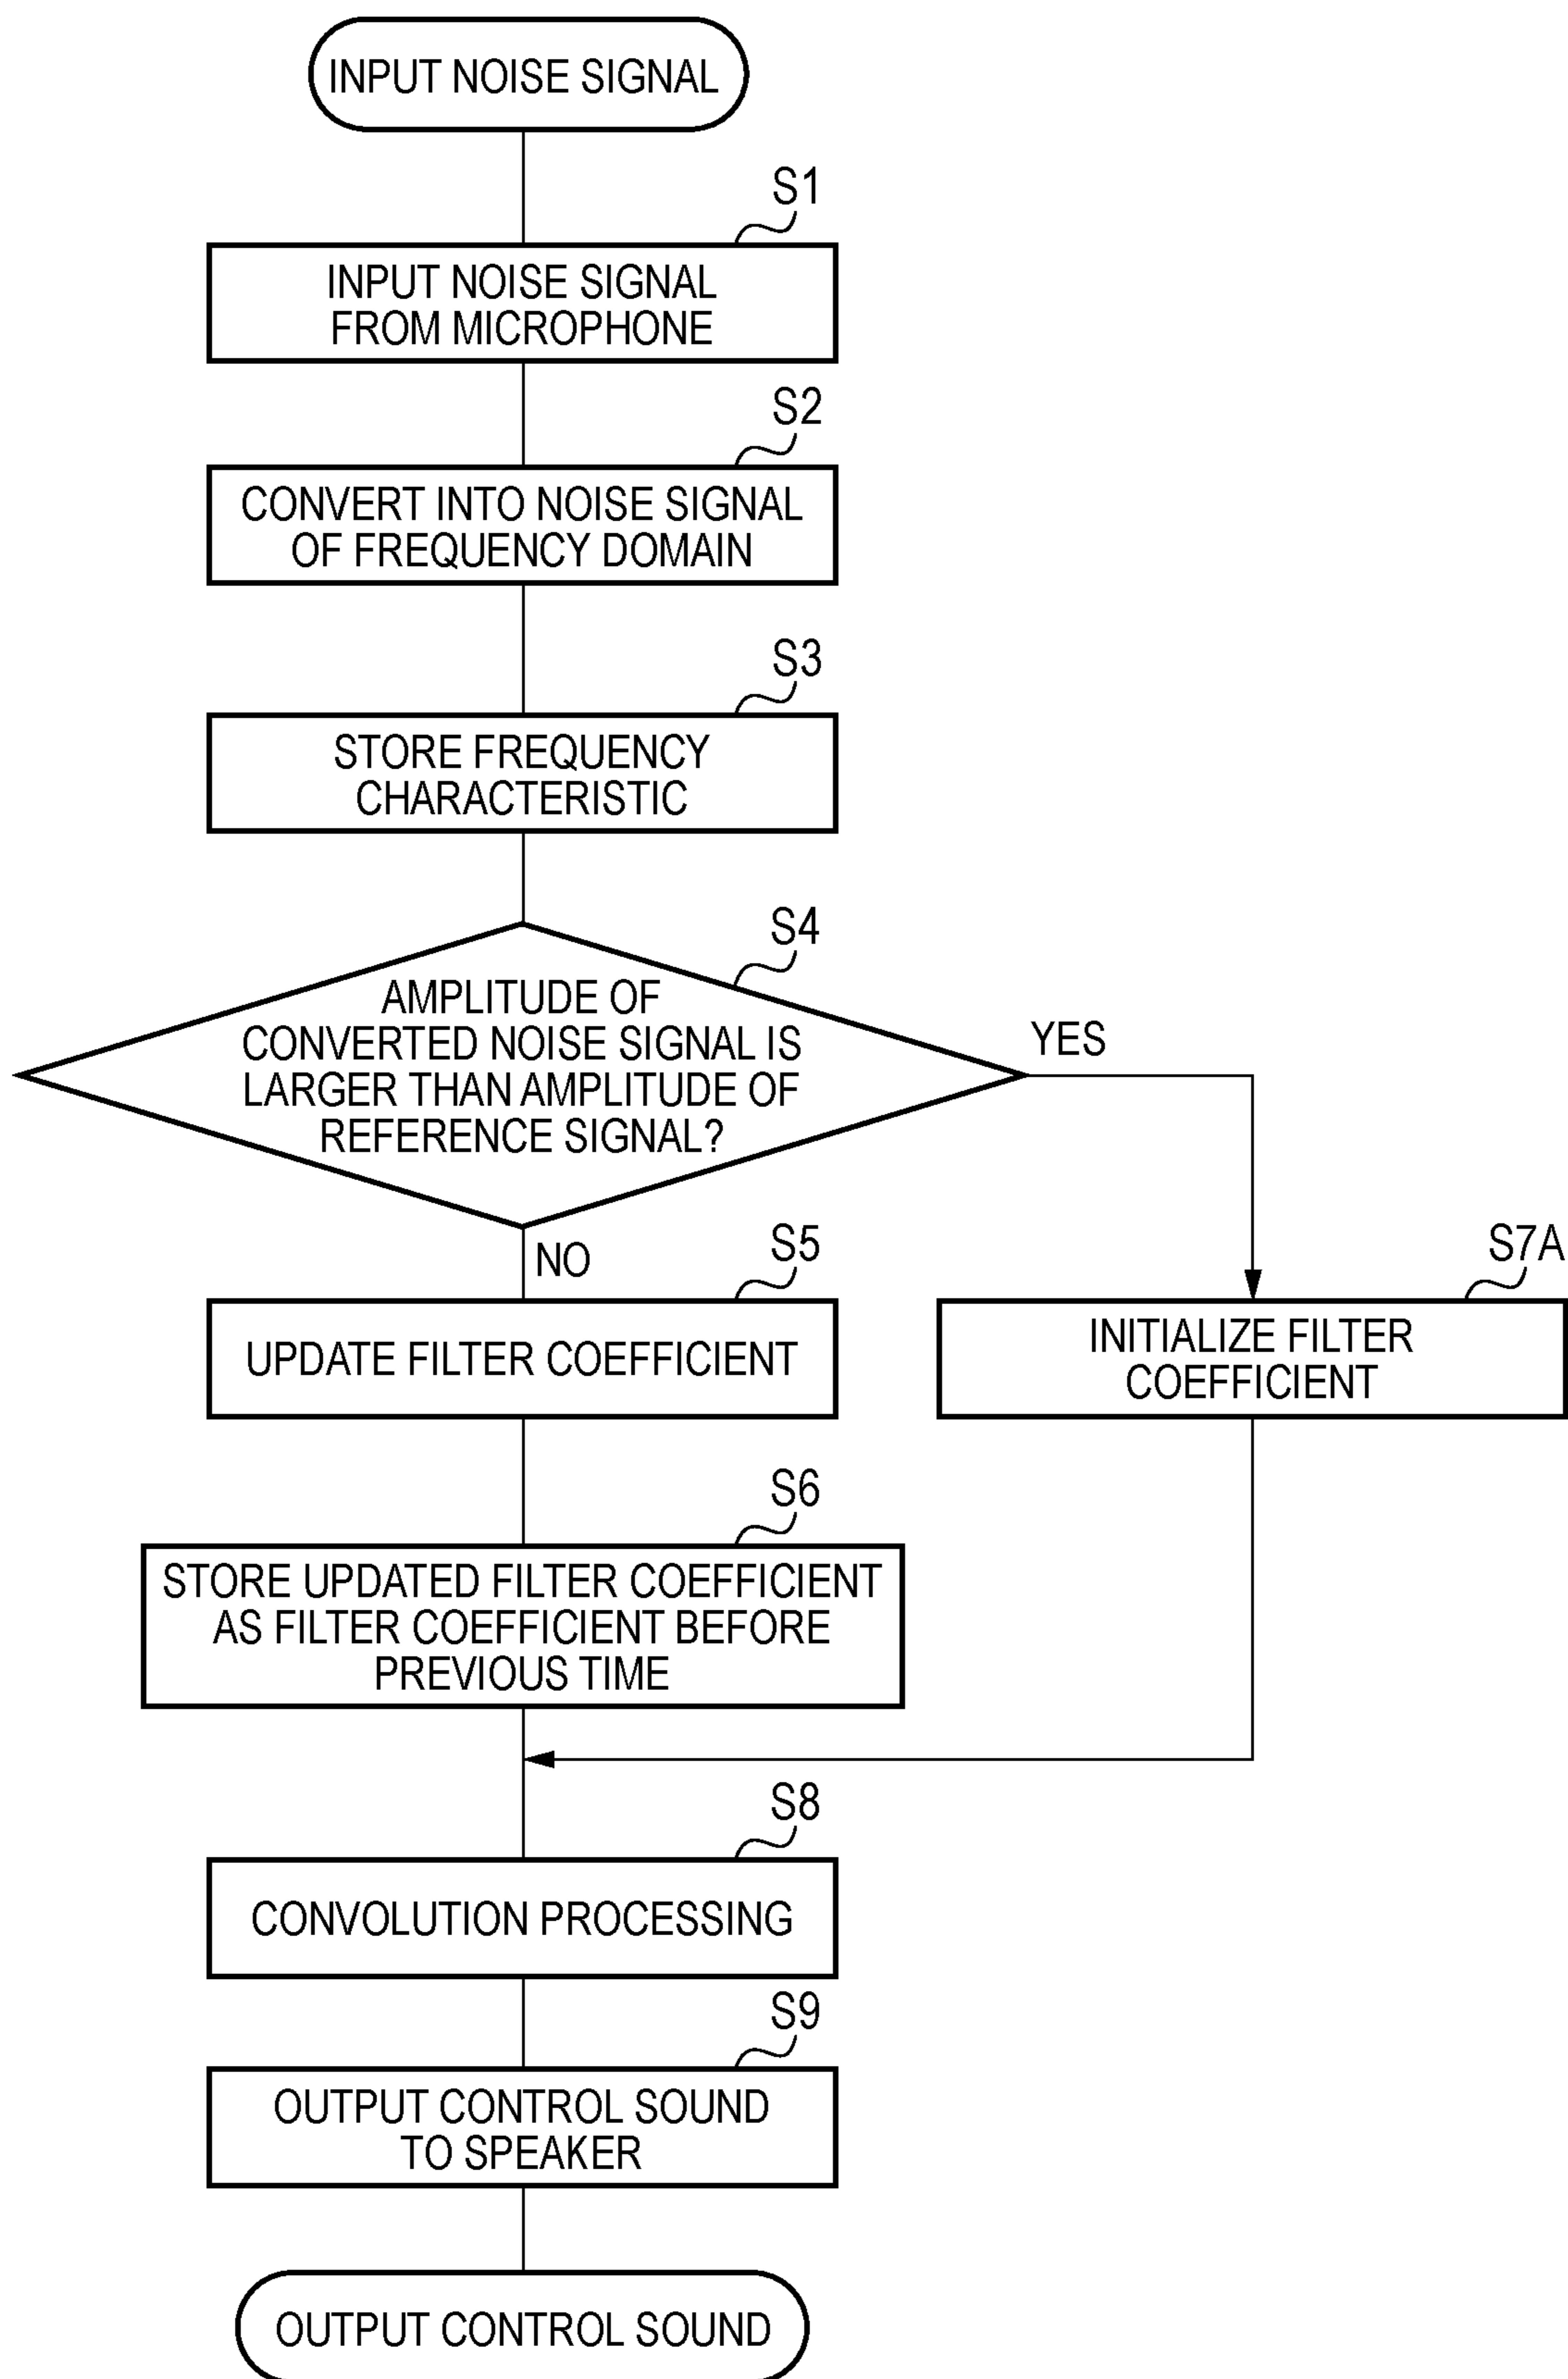 INPUT NOISE SIGNAL
S1
INPUT NOISE SIGNAL
FROM MICROPHONE
S2
CONVERT INTO NOISE SIGNAL
OF FREQUENCY DOMAIN
S3
STORE FREQUENCY
CHARACTERISTIC
S4
AMPLITUDE OF
CONVERTED NOISE SIGNAL IS
LARGER THAN AMPLITUDE OF
REFERENCE SIGNAL?
YES
NO
S5
UPDATE FILTER COEFFICIENT
S7A
INITIALIZE FILTER
COEFFICIENT
S6
STORE UPDATED FILTER COEFFICIENT
AS FILTER COEFFICIENT BEFORE
PREVIOUS TIME
S8
CONVOLUTION PROCESSING
S9
OUTPUT CONTROL SOUND
TO SPEAKER
OUTPUT CONTROL SOUND